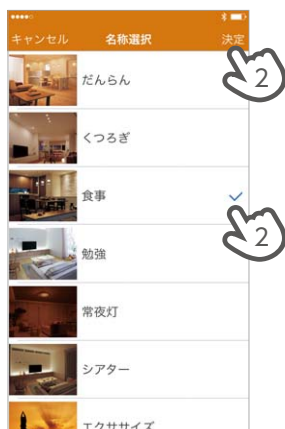 キャンセル 名称選択 決定
2
だんらん
くつろぎ
食事
2
勉強
常夜灯
シアター
エクササイズ